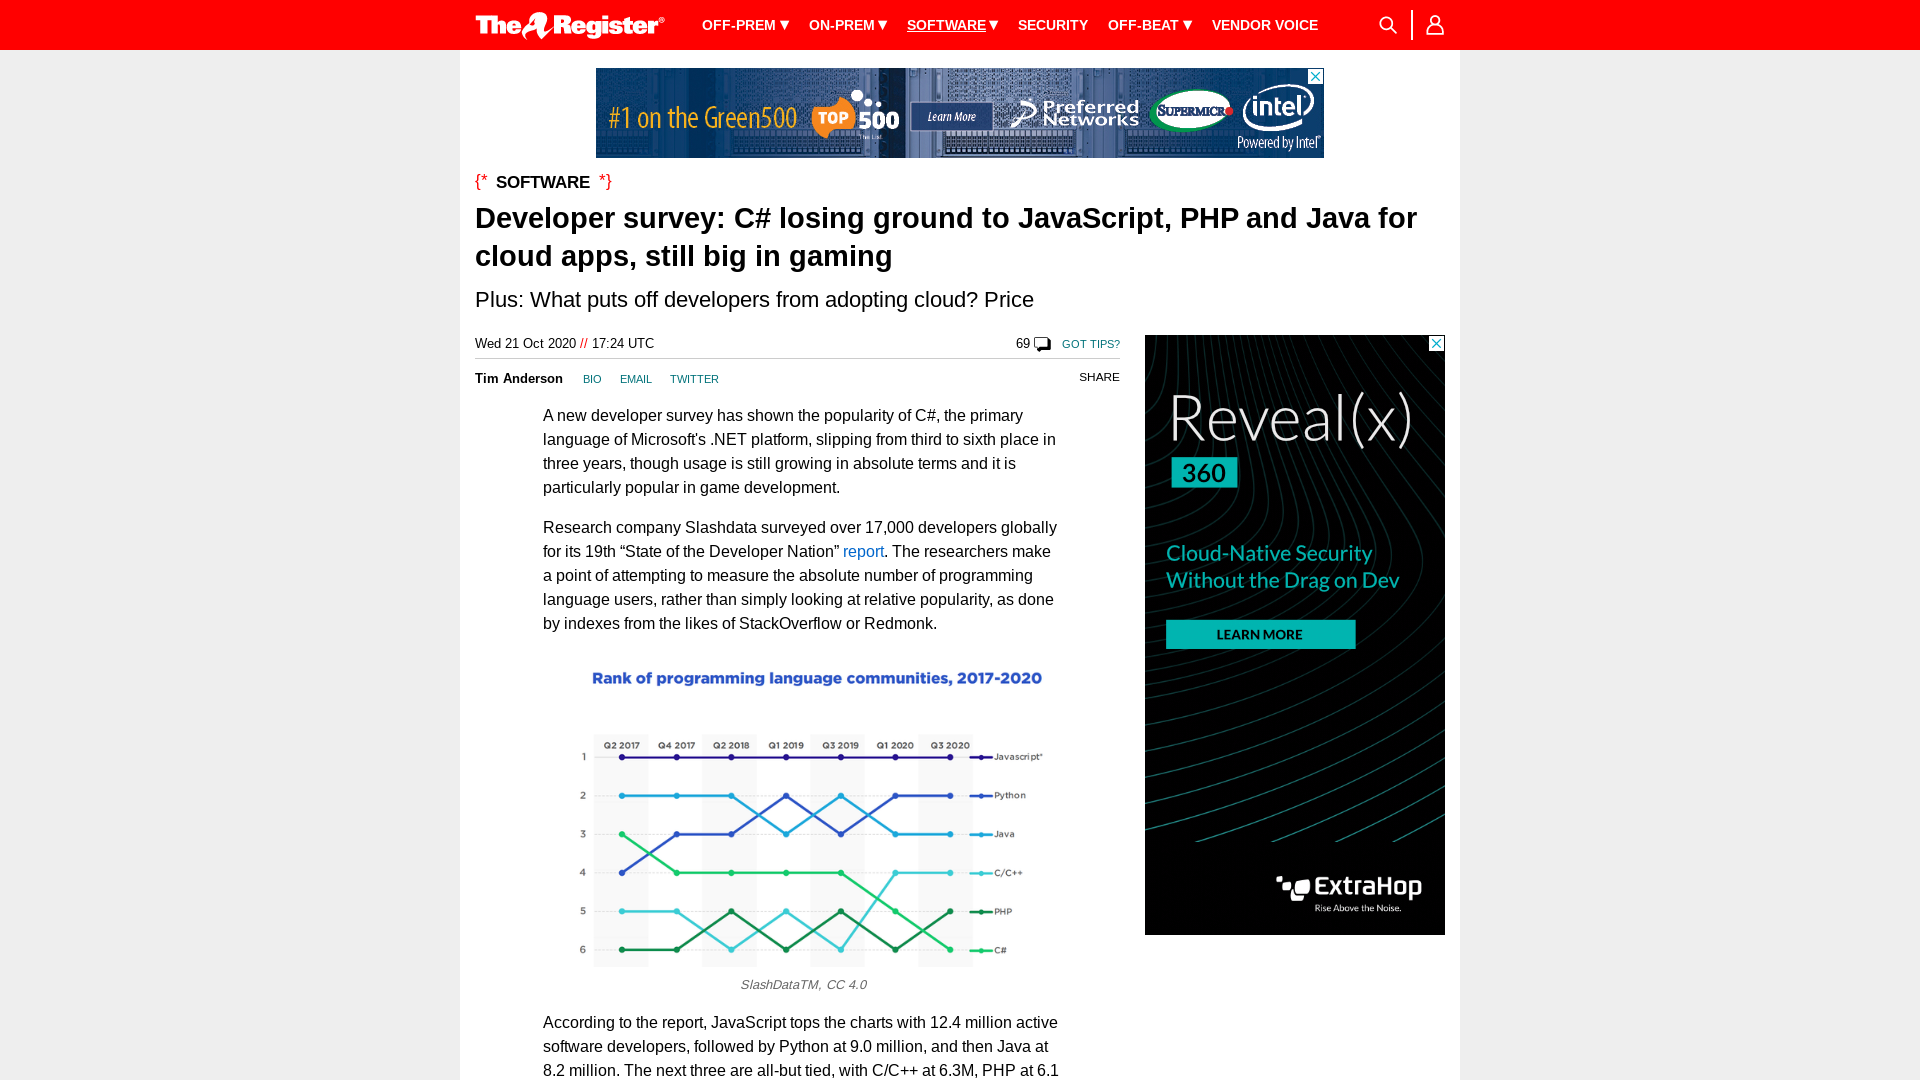 The Register®
OFF-PREM ▼ ON-PREM ▼ SOFTWARE ▼ SECURITY OFF-BEAT ▼ VENDOR VOICE
#1 on the Green500 TOP 500 The List. Learn More Preferred Networks SUPERMICRO intel Powered by Intel®
{* SOFTWARE *}
Developer survey: C# losing ground to JavaScript, PHP and Java for
cloud apps, still big in gaming
Plus: What puts off developers from adopting cloud? Price
Wed 21 Oct 2020 // 17:24 UTC 69 GOT TIPS?
Tim Anderson BIO EMAIL TWITTER SHARE
A new developer survey has shown the popularity of C#, the primary
language of Microsoft's .NET platform, slipping from third to sixth place in
three years, though usage is still growing in absolute terms and it is
particularly popular in game development.
Research company Slashdata surveyed over 17,000 developers globally
for its 19th “State of the Developer Nation” report. The researchers make
a point of attempting to measure the absolute number of programming
language users, rather than simply looking at relative popularity, as done
by indexes from the likes of StackOverflow or Redmonk.
Rank of programming language communities, 2017-2020
Q2 2017 Q4 2017 Q2 2018 Q1 2019 Q3 2019 Q1 2020 Q3 2020
1 Javascript*
2 Python
3 Java
4 C/C++
5 PHP
6 C#
SlashDataTM, CC 4.0
According to the report, JavaScript tops the charts with 12.4 million active
software developers, followed by Python at 9.0 million, and then Java at
8.2 million. The next three are all-but tied, with C/C++ at 6.3M, PHP at 6.1
Reveal(x)
360
Cloud-Native Security
Without the Drag on Dev
LEARN MORE
ExtraHop
Rise Above the Noise.